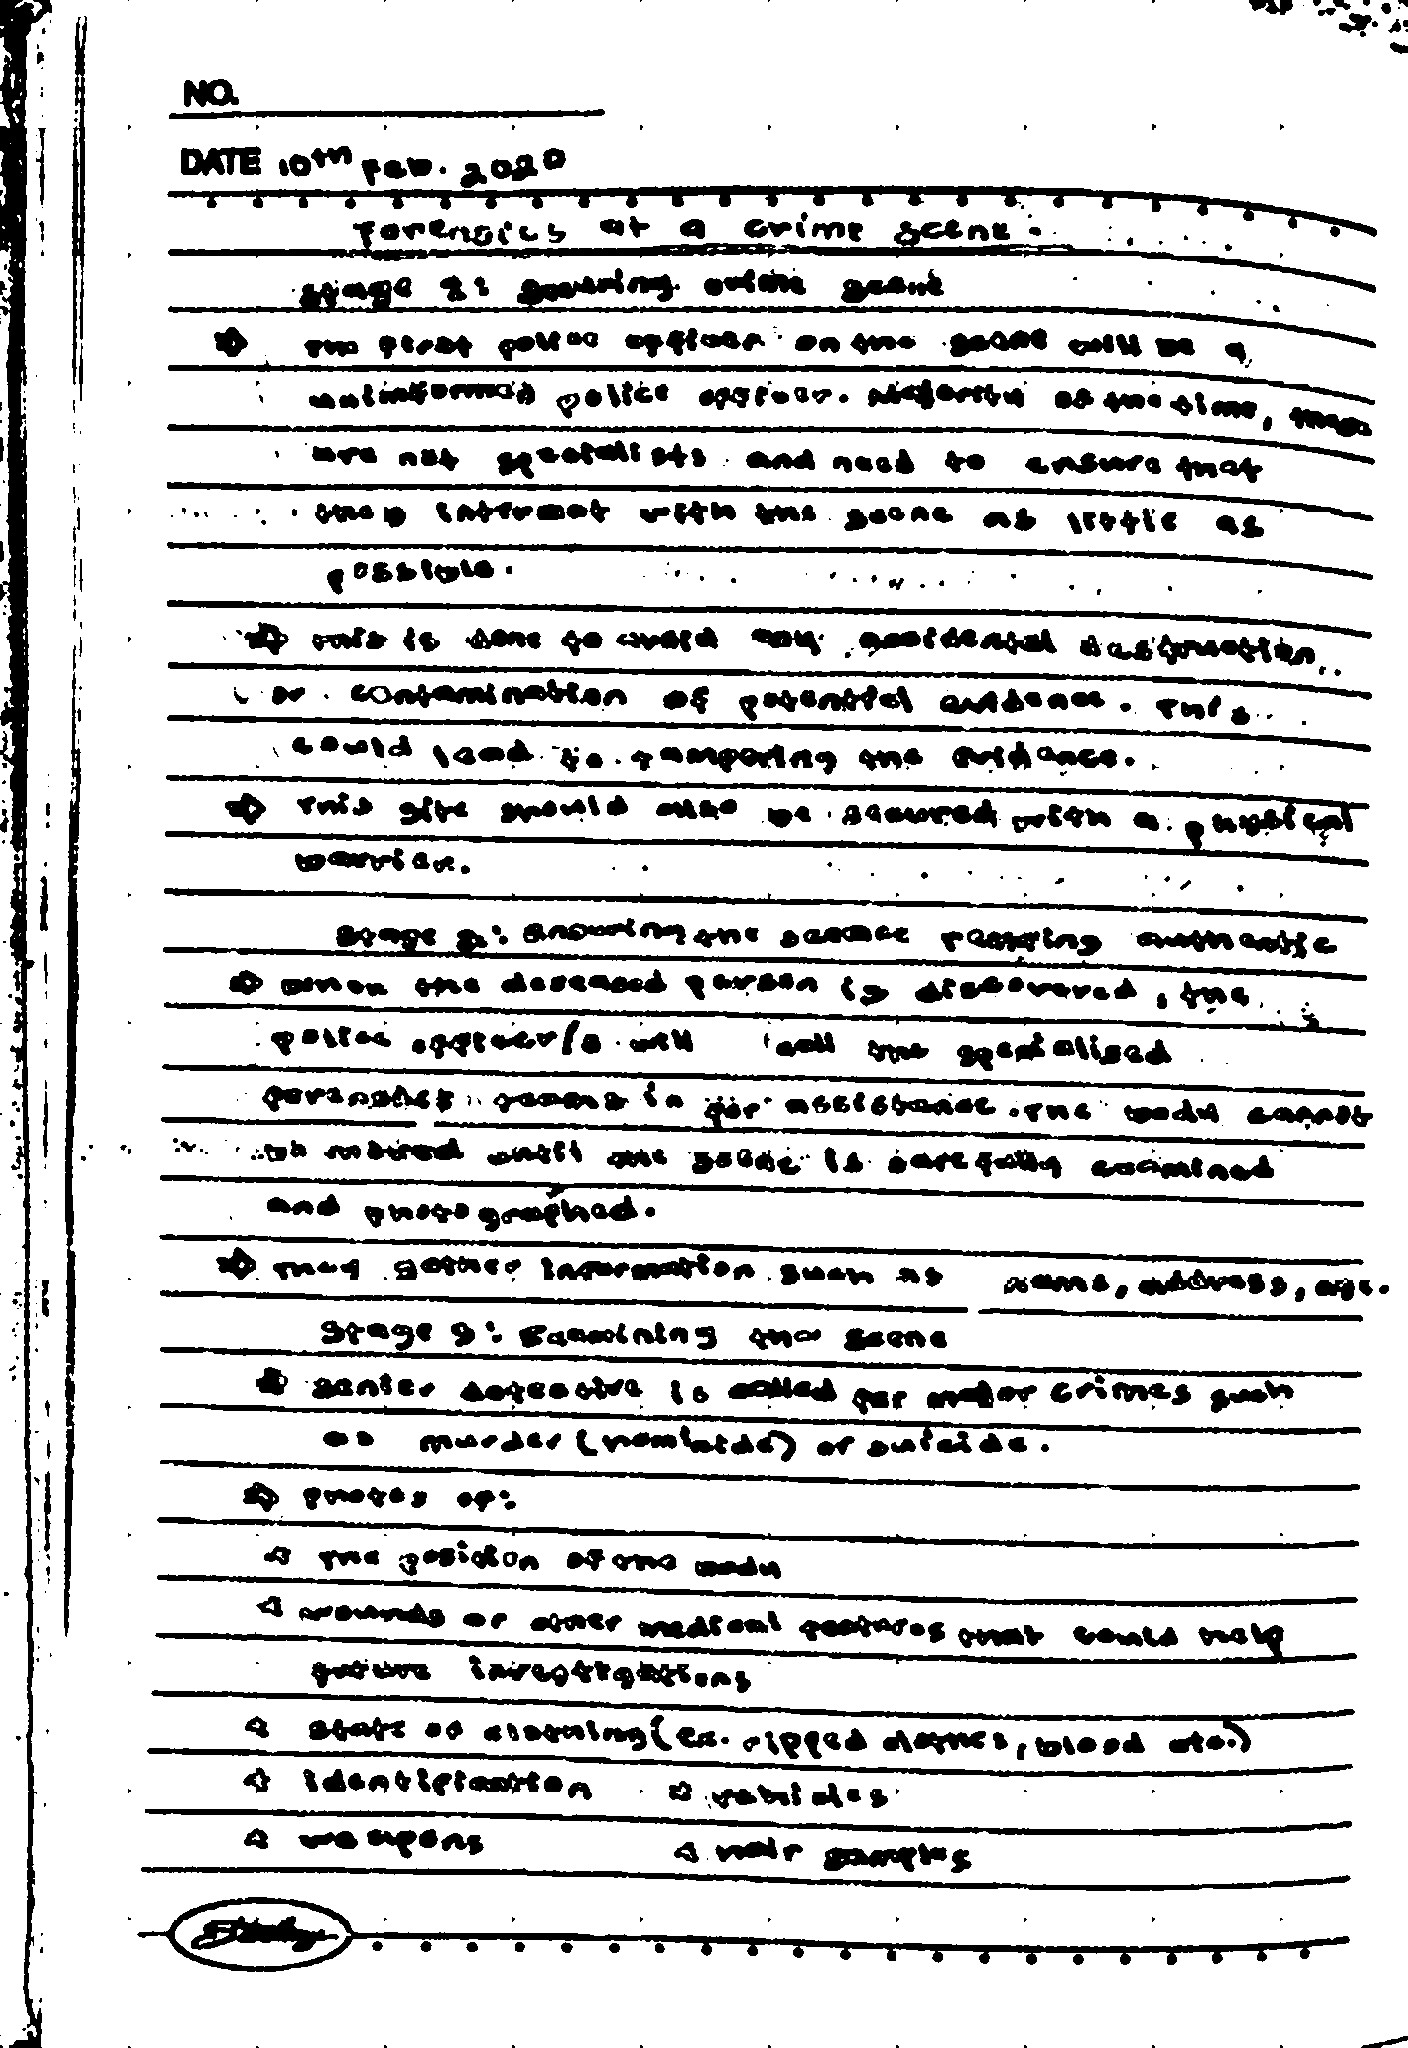 NO.
DATE 10th Feb. 2020
Forensics at a crime scene.
Stage 1: Securing crime scene
The first police officer on the scene will be a
uniformed police officer. Majority of the time, these
are not specialists and need to ensure that
they interact with the scene as little as
possible.
This is done to avoid any accidental destruction
or contamination of potential evidence. This
could lead to tampering the evidence.
This site should also be secured with a physical
barrier.
Stage 2: Ensuring the science remains authentic
When the deceased person is discovered, the
police officer/s will call the specialised
forensics teams in for assistance. The body cannot
be moved until the scene is carefully examined
and photographed.
They gather information such as name, address, age.
Stage 3: Examining the scene
Senior detective is called for major crimes such
as murder (homicide) or suicide.
Photos of:
The position of the body
wounds or other medical features that could help
future investigations
state of clothing (ex. ripped clothes, blood etc.)
identification vehicles
weapons hair samples